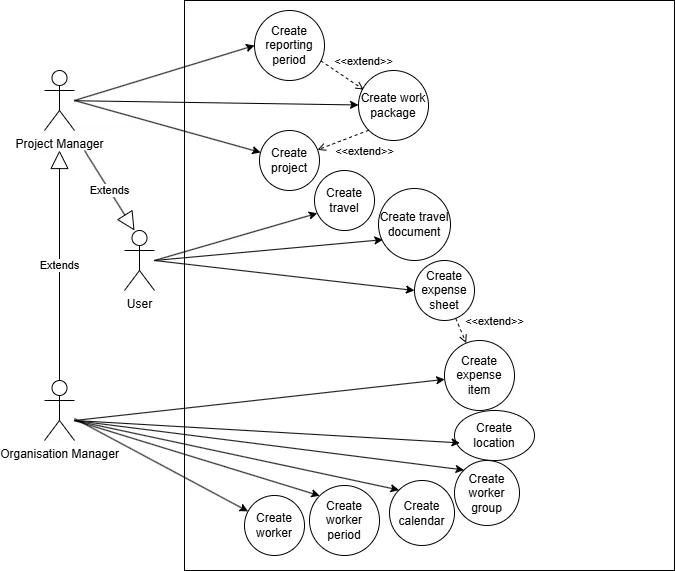 Create
reporting
period
<<extend>>
Create work
package
Project Manager
Create
project
<<extend>>
Extends
Create
travel
Create travel
document
User
Extends
Create
expense
sheet
<<extend>>
Create
expense
item
Organisation Manager
Create
location
Create
worker
group
Create
worker
Create
worker
period
Create
calendar